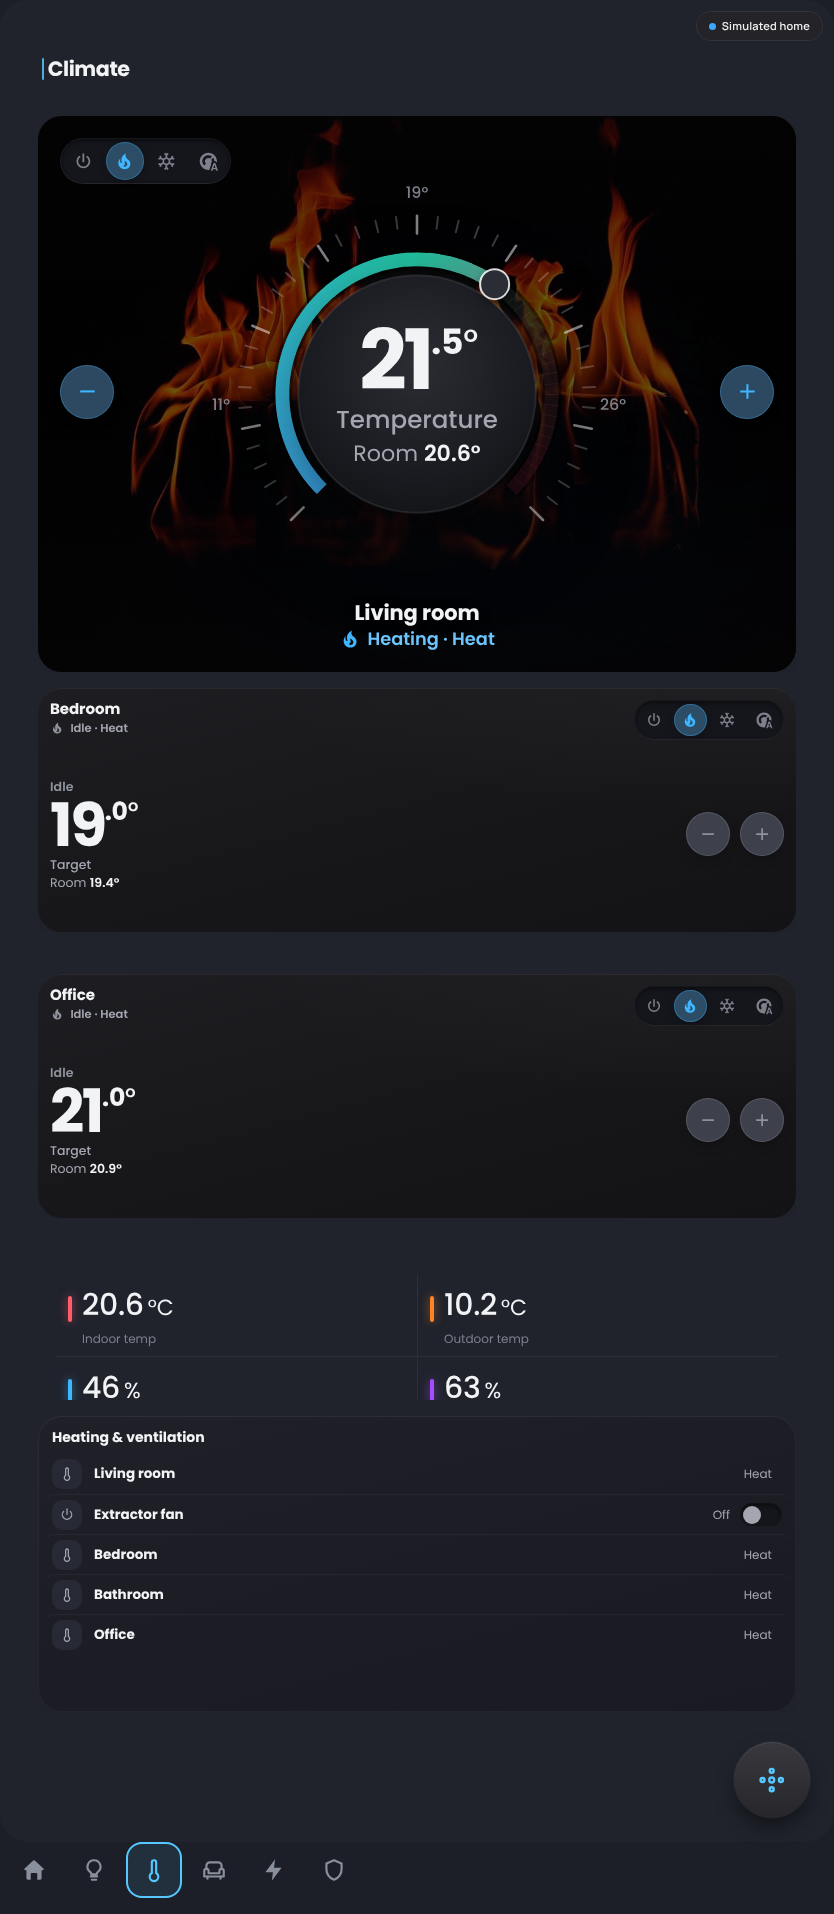 Simulated home
Climate
19°
11°
26°
21.5°
Temperature
Room 20.6°
Living room
Heating · Heat
Bedroom
Idle · Heat
Idle
19.0°
Target
Room 19.4°
Office
Idle · Heat
Idle
21.0°
Target
Room 20.9°
20.6 °C
Indoor temp
10.2 °C
Outdoor temp
46 %
63 %
Heating & ventilation
Living room Heat
Extractor fan Off
Bedroom Heat
Bathroom Heat
Office Heat